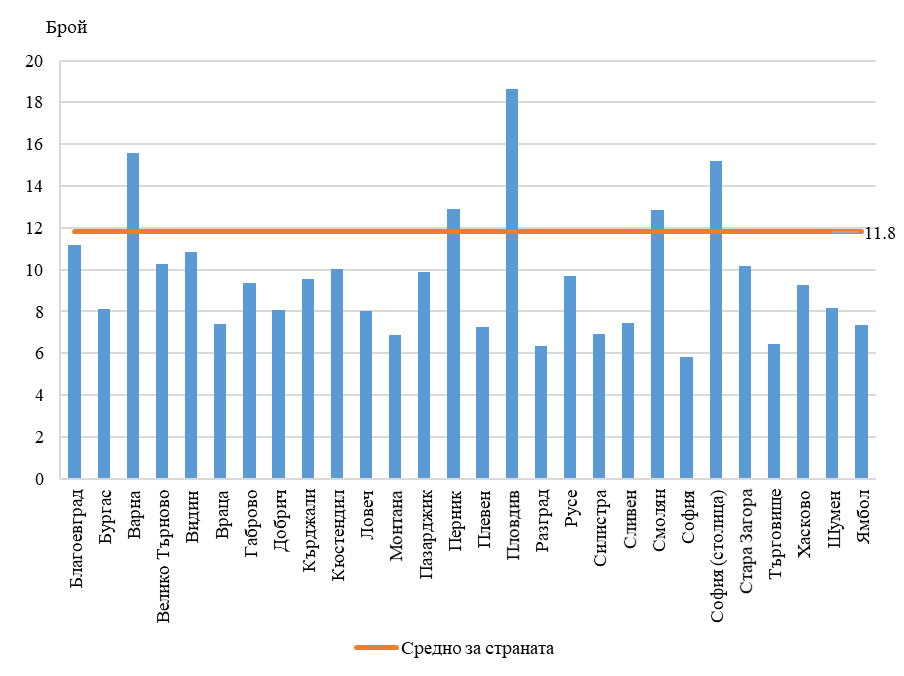 Брой
20
18
16
14
12
10
8
6
4
2
0
11.8
Благоевград
Бургас
Варна
Велико Търново
Видин
Враца
Габрово
Добрич
Кърджали
Кюстендил
Ловеч
Монтана
Пазарджик
Перник
Плевен
Пловдив
Разград
Русе
Силистра
Сливен
Смолян
София
София (столица)
Стара Загора
Търговище
Хасково
Шумен
Ямбол
Средно за страната